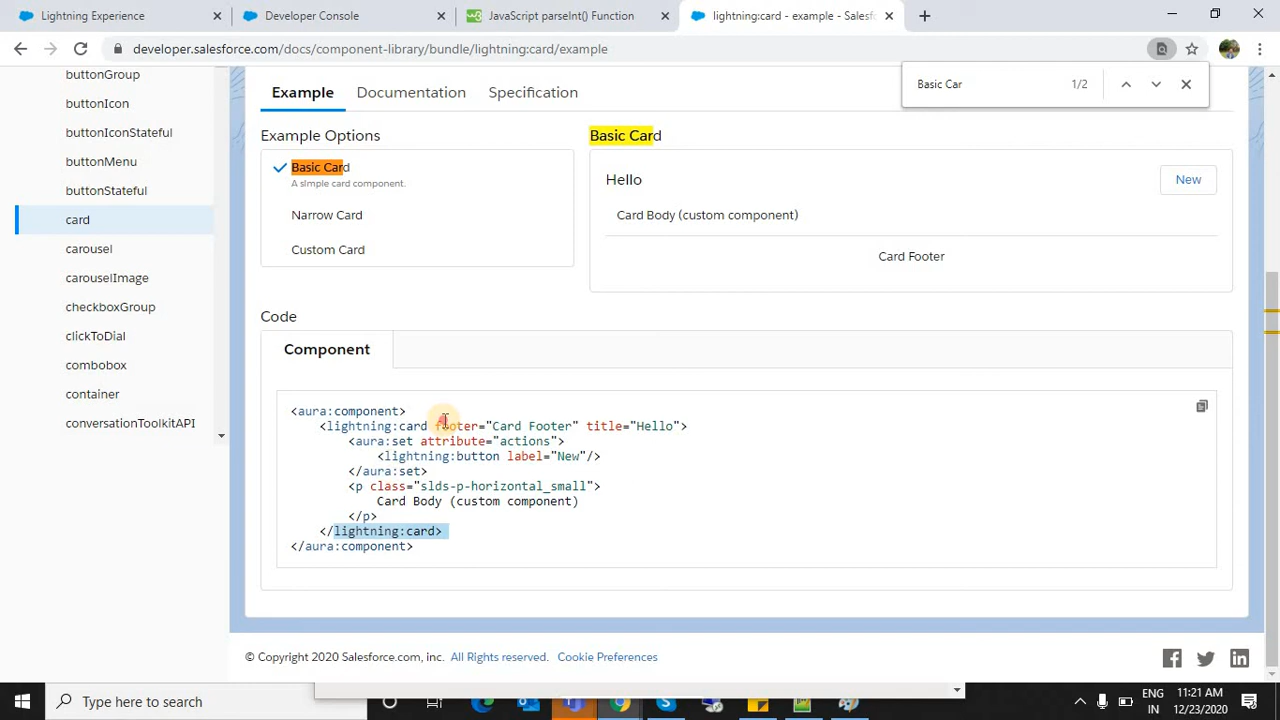 Lightning Experience
Developer Console
JavaScript parseInt() Function
lightning:card - example - Salesf
developer.salesforce.com/docs/component-library/bundle/lightning:card/example
Basic Car
1/2
buttonGroup
buttonIcon
buttonIconStateful
buttonMenu
buttonStateful
card
carousel
carouselImage
checkboxGroup
clickToDial
combobox
container
conversationToolkitAPI
Example
Documentation
Specification
Example Options
Basic Card
A simple card component.
Narrow Card
Custom Card
Basic Card
Hello
New
Card Body (custom component)
Card Footer
Code
Component
<aura:component>
<lightning:card footer="Card Footer" title="Hello">
<aura:set attribute="actions">
<lightning:button label="New"/>
</aura:set>
<p class="slds-p-horizontal_small">
Card Body (custom component)
</p>
</lightning:card>
</aura:component>
© Copyright 2020 Salesforce.com, inc. All Rights reserved. Cookie Preferences
Type here to search
ENG
IN
11:21 AM
12/23/2020